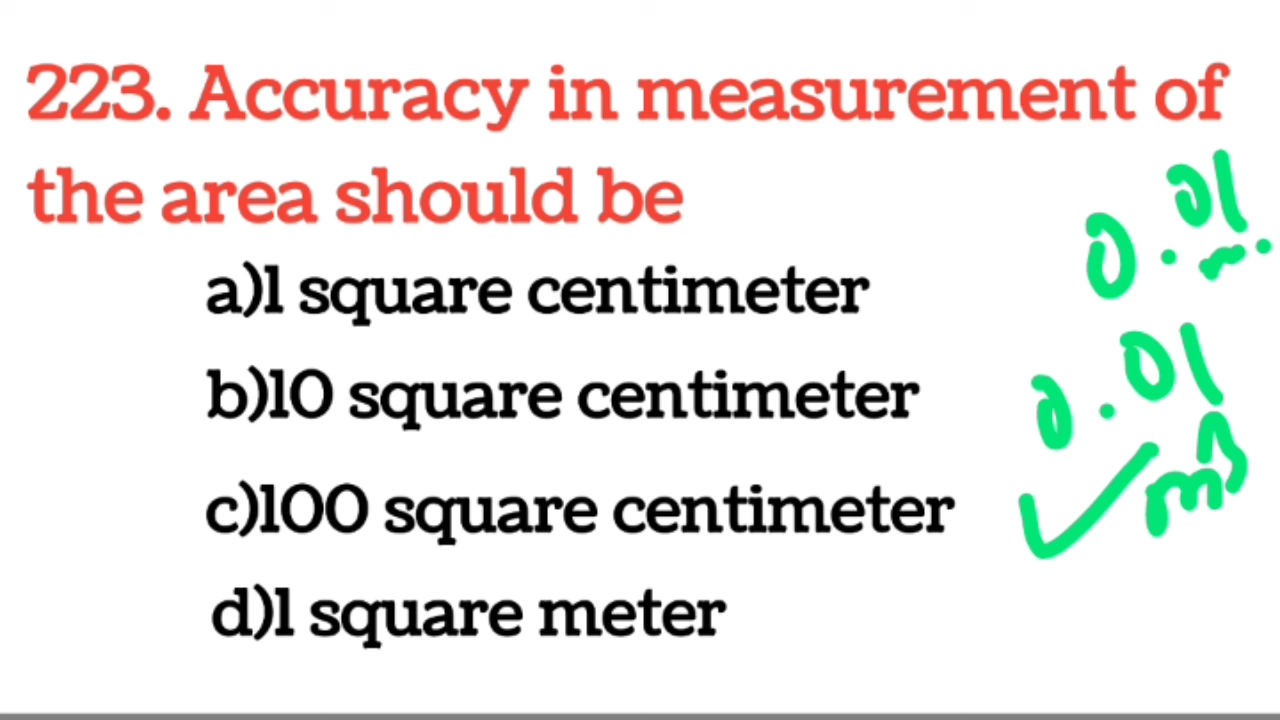 223. Accuracy in measurement of
the area should be
a)1 square centimeter
b)10 square centimeter
c)100 square centimeter
d)1 square meter
0.01 m.
0.01
m3